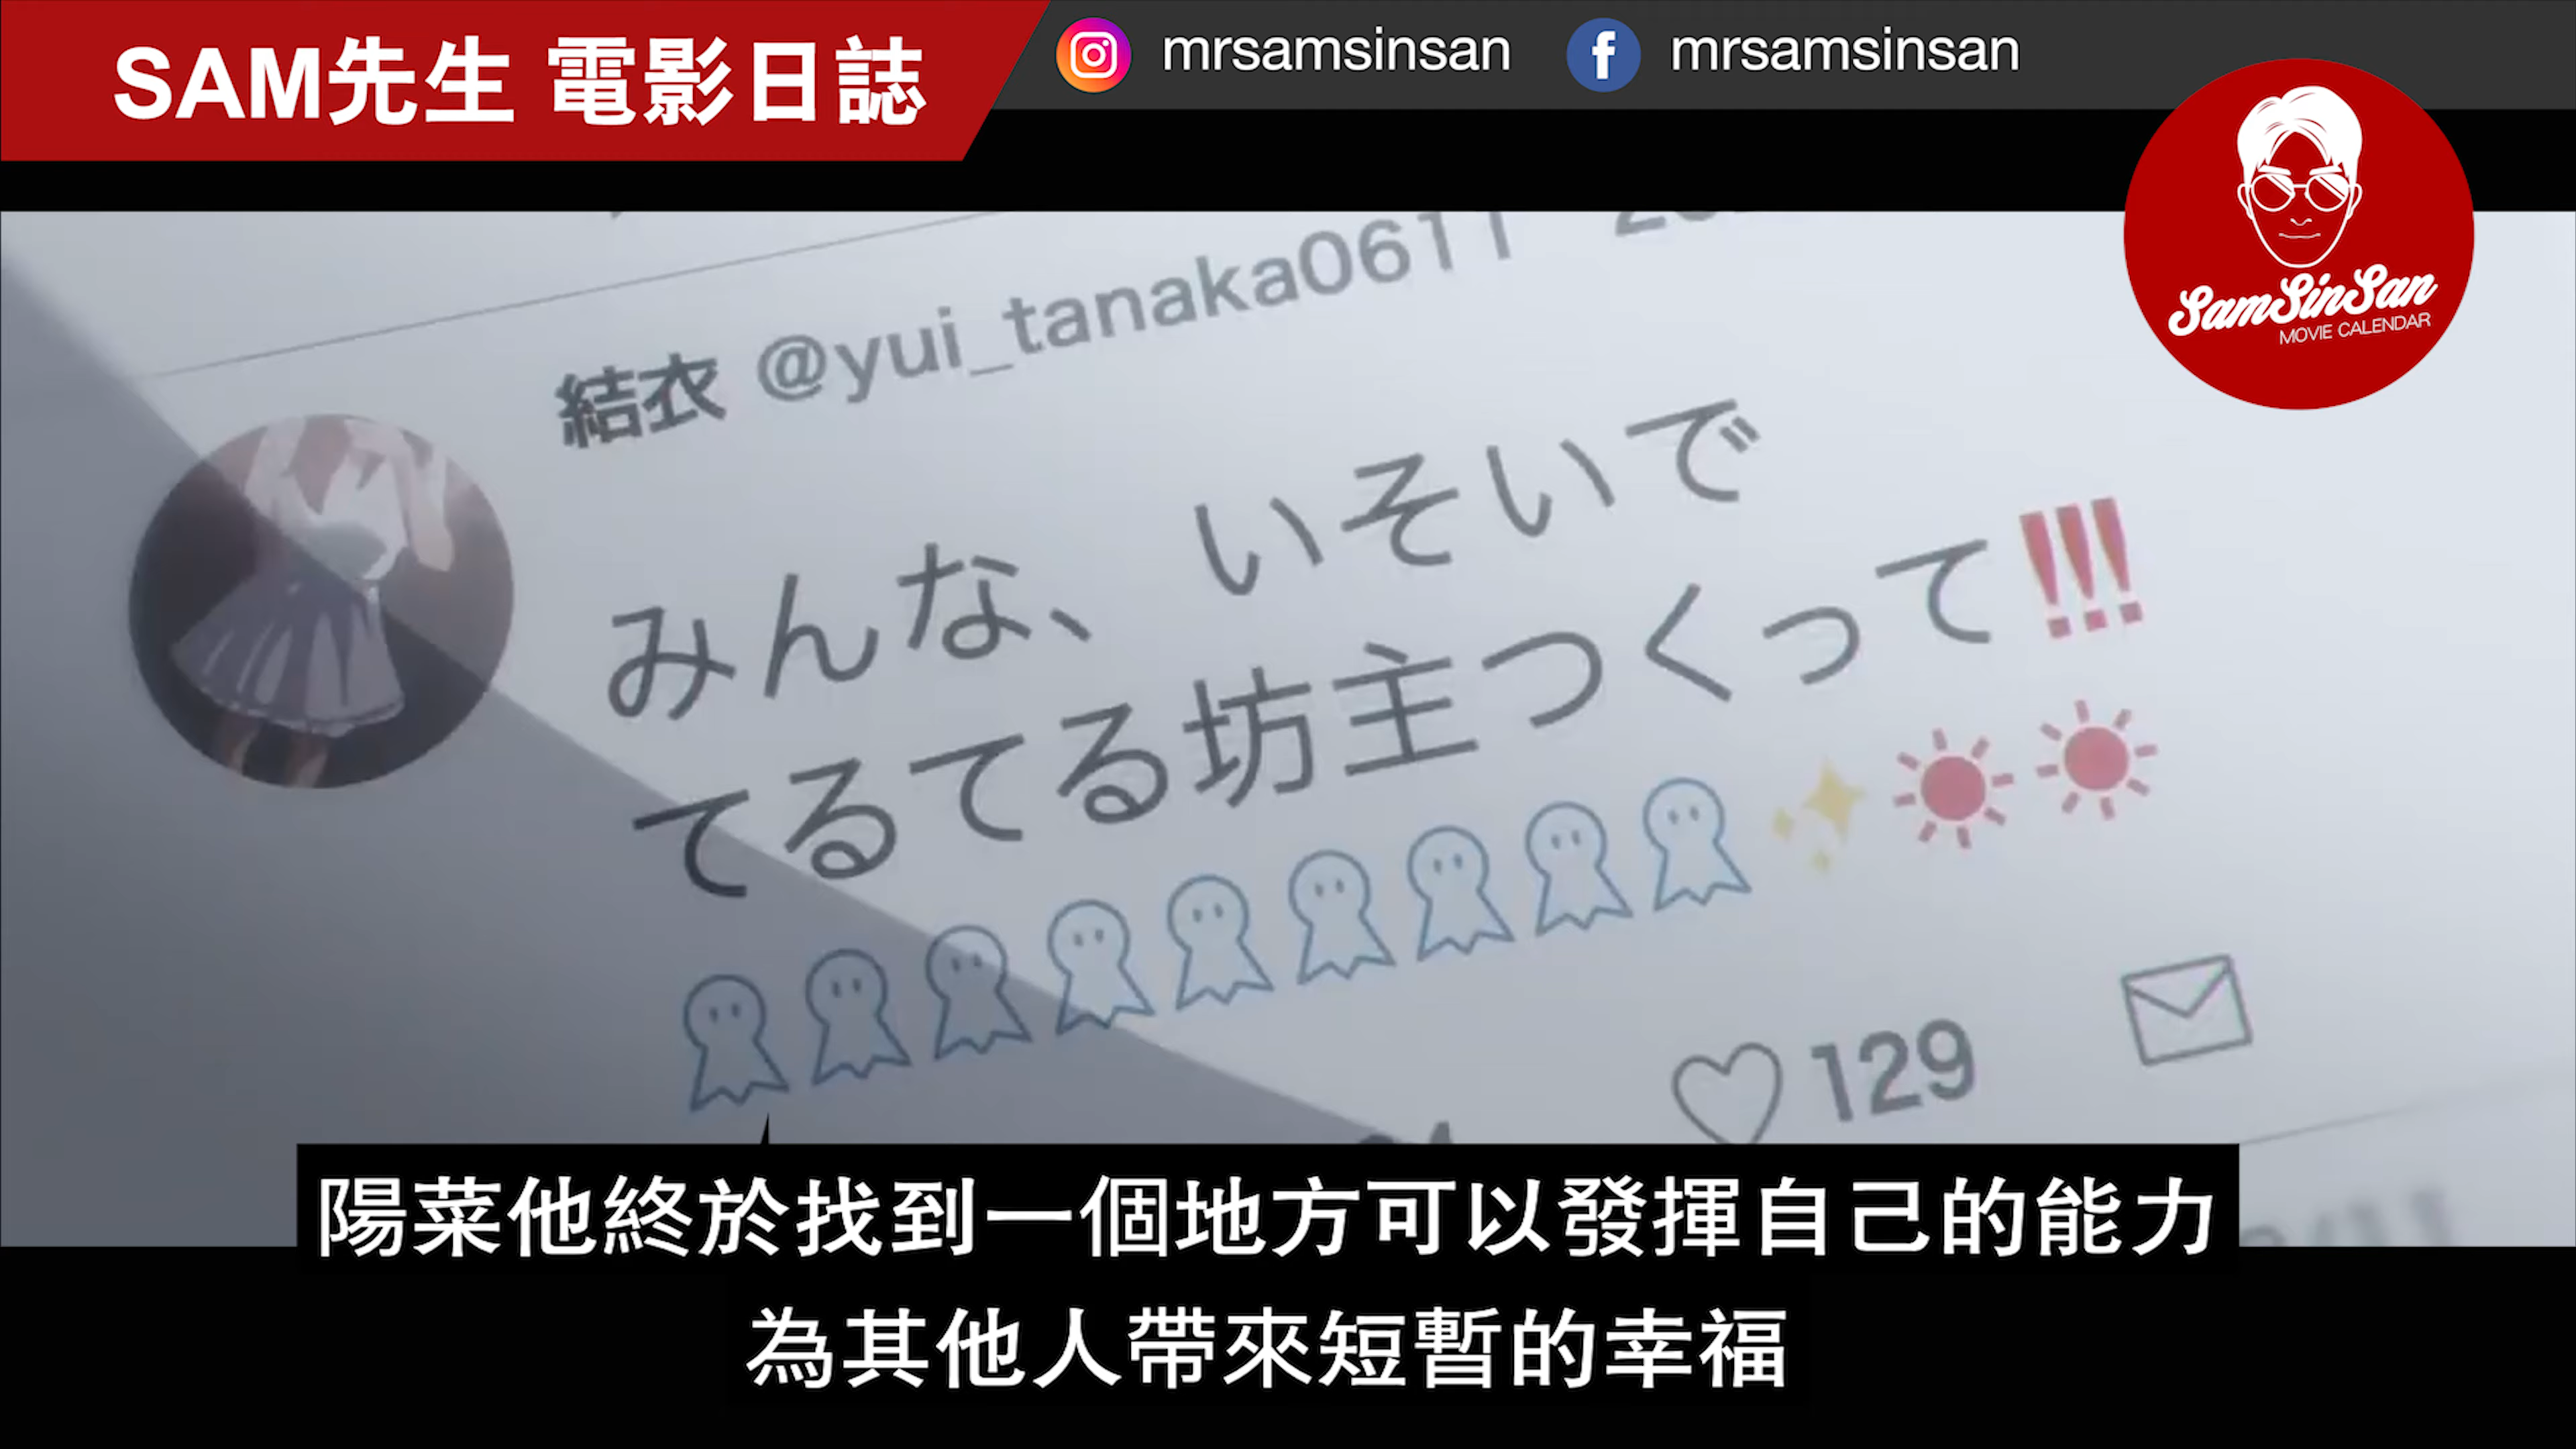 SAM先生 電影日誌
mrsamsinsan
mrsamsinsan
SamSinSan
MOVIE CALENDAR
結衣 @yui_tanaka0611
みんな、いそいで
てるてる坊主つくって!!!
129
陽菜他終於找到一個地方可以發揮自己的能力
為其他人帶來短暫的幸福